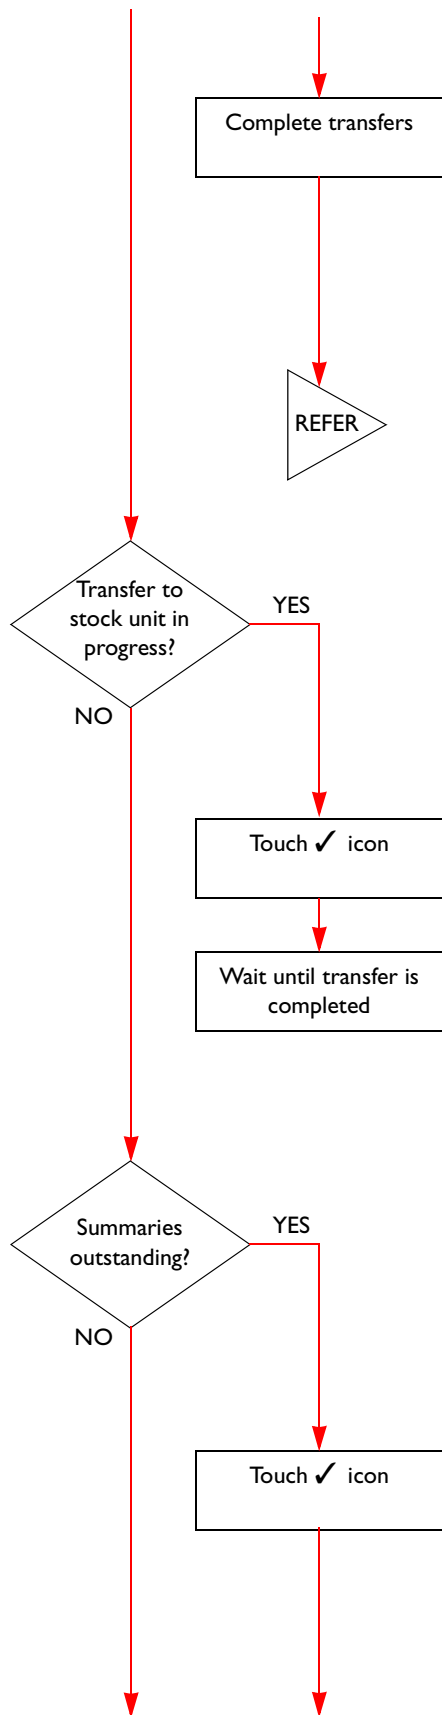 Complete transfers
REFER
Transfer to
stock unit in
progress?
YES
NO
Touch ✓ icon
Wait until transfer is
completed
Summaries
outstanding?
YES
NO
Touch ✓ icon